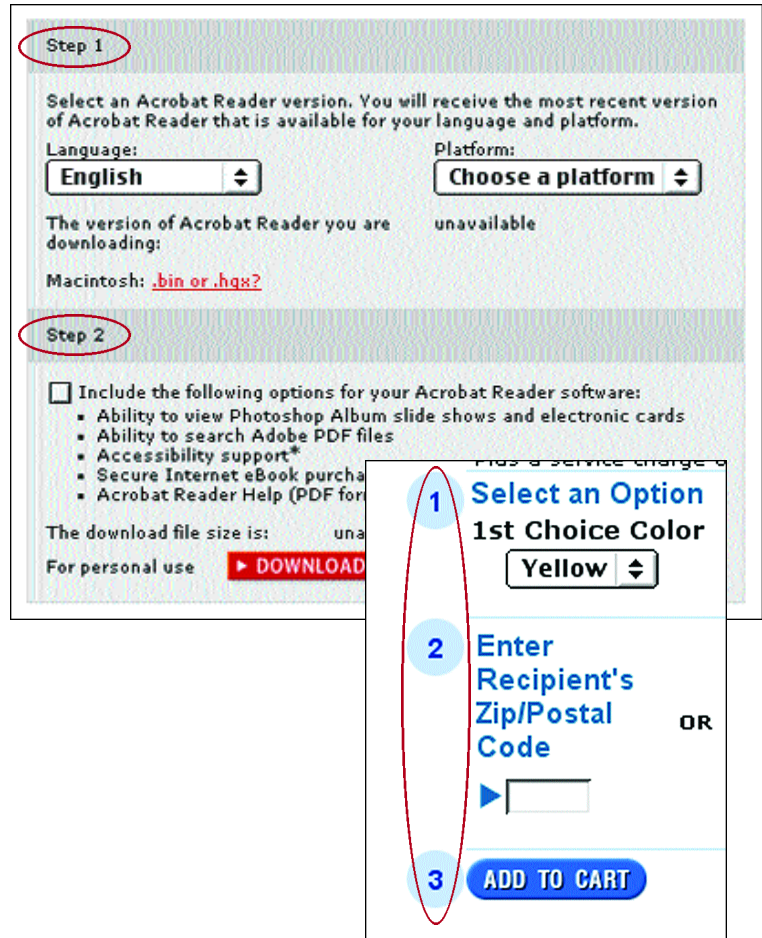 Step 1
Select an Acrobat Reader version. You will receive the most recent version
of Acrobat Reader that is available for your language and platform.
Language: Platform:
English Choose a platform
The version of Acrobat Reader you are unavailable
downloading:
Macintosh: .bin or .hqx?
Step 2
Include the following options for your Acrobat Reader software:
▪ Ability to view Photoshop Album slide shows and electronic cards
▪ Ability to search Adobe PDF files
▪ Accessibility support*
▪ Secure Internet eBook purcha
▪ Acrobat Reader Help (PDF for
The download file size is: una
For personal use DOWNLOAD
Plus a service charge o
1 Select an Option
1st Choice Color
Yellow
2 Enter
Recipient's
Zip/Postal
Code
OR
3 ADD TO CART